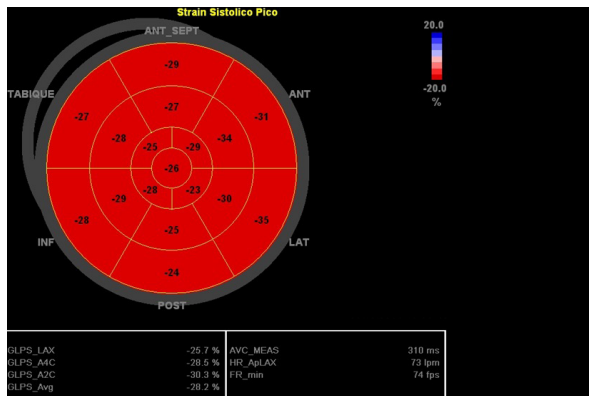 Strain Sistolico Pico
20.0
ANT_SEPT
-29
-20.0
%
TABIQUE
ANT
-27
-27
-31
-28
-34
-25
-29
-26
-28
-23
-29
-30
-28
-35
-25
INF
LAT
-24
POST
GLPS_LAX -25.7 % AVC_MEAS 310 ms
GLPS_A4C -28.5 % HR_ApLAX 73 lpm
GLPS_A2C -30.3 % FR_min 74 fps
GLPS_Avg -28.2 %